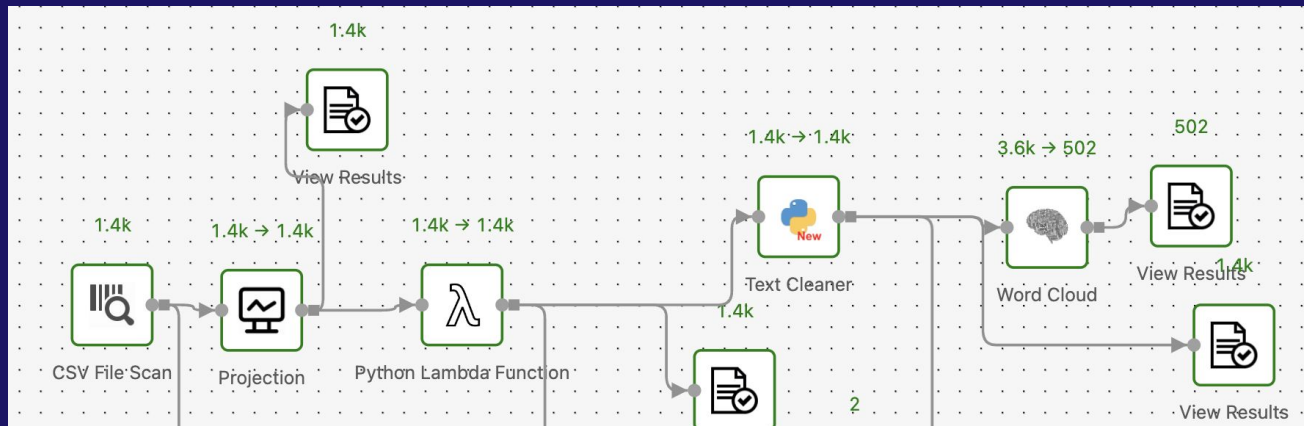 1.4k
View Results
1.4k
CSV File Scan
1.4k → 1.4k
Projection
1.4k → 1.4k
λ
Python Lambda Function
1.4k → 1.4k
New
Text Cleaner
1.4k
2
3.6k → 502
Word Cloud
502
View Results
1.4k
View Results